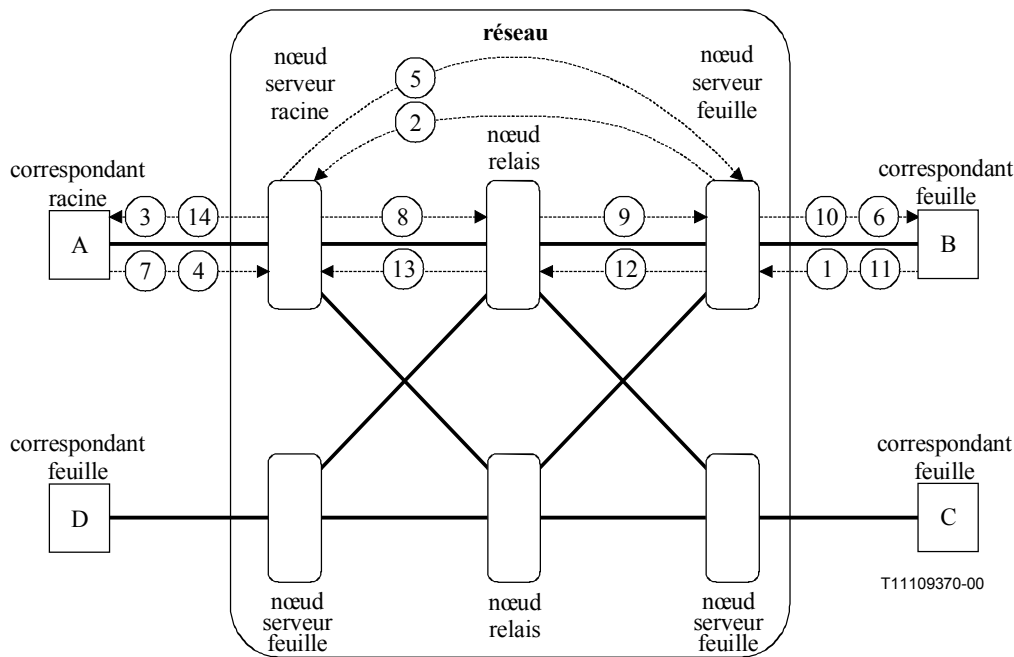 réseau
nœud
serveur
racine
5
2
nœud
relais
nœud
serveur
feuille
correspondant
racine
correspondant
feuille
3
14
8
9
10
6
A
B
7
4
13
12
1
11
correspondant
feuille
correspondant
feuille
D
C
T11109370-00
nœud
serveur
feuille
nœud
relais
nœud
serveur
feuille